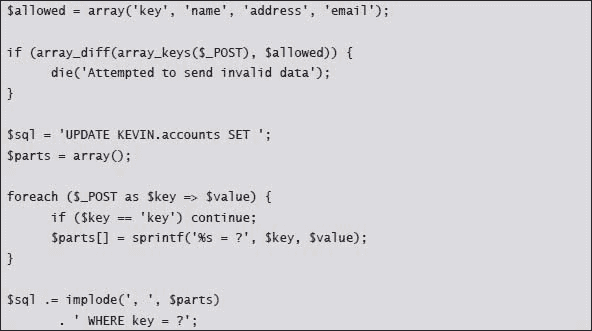 $allowed = array('key', 'name', 'address', 'email');
if (array_diff(array_keys($_POST), $allowed)) {
die('Attempted to send invalid data');
}
$sql = 'UPDATE KEVIN.accounts SET ';
$parts = array();
foreach ($_POST as $key => $value) {
if ($key == 'key') continue;
$parts[] = sprintf('%s = ?', $key, $value);
}
$sql .= implode(', ', $parts)
. ' WHERE key = ?';